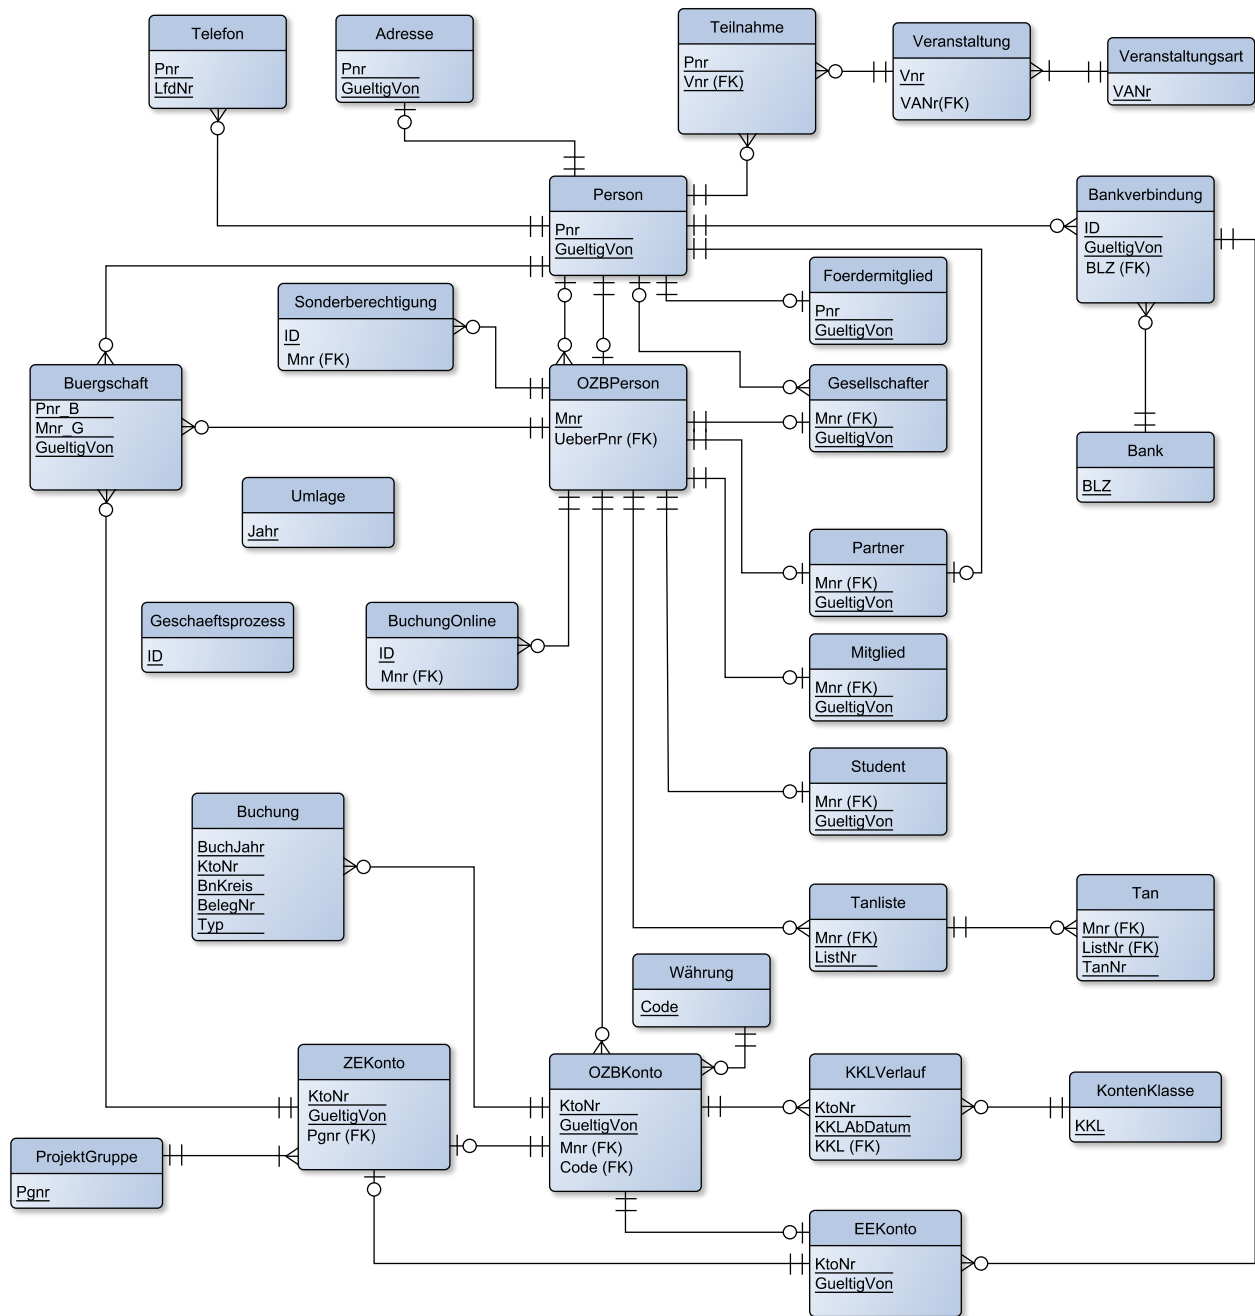 Telefon
Pnr
LfdNr
Adresse
Pnr
GueltigVon
Teilnahme
Pnr
Vnr (FK)
Veranstaltung
Vnr
VANr(FK)
Veranstaltungsart
VANr
Person
Pnr
GueltigVon
Bankverbindung
ID
GueltigVon
BLZ (FK)
Sonderberechtigung
ID
Mnr (FK)
Foerdermitglied
Pnr
GueltigVon
Buergschaft
Pnr_B
Mnr_G
GueltigVon
OZBPerson
Mnr
UeberPnr (FK)
Gesellschafter
Mnr (FK)
GueltigVon
Bank
BLZ
Umlage
Jahr
Partner
Mnr (FK)
GueltigVon
Geschaeftsprozess
ID
BuchungOnline
ID
Mnr (FK)
Mitglied
Mnr (FK)
GueltigVon
Student
Mnr (FK)
GueltigVon
Buchung
BuchJahr
KtoNr
BnKreis
BelegNr
Typ
Tanliste
Mnr (FK)
ListNr
Tan
Mnr (FK)
ListNr (FK)
TanNr
Währung
Code
ZEKonto
KtoNr
GueltigVon
Pgnr (FK)
OZBKonto
KtoNr
GueltigVon
Mnr (FK)
Code (FK)
KKLVerlauf
KtoNr
KKLAbDatum
KKL (FK)
KontenKlasse
KKL
ProjektGruppe
Pgnr
EEKonto
KtoNr
GueltigVon